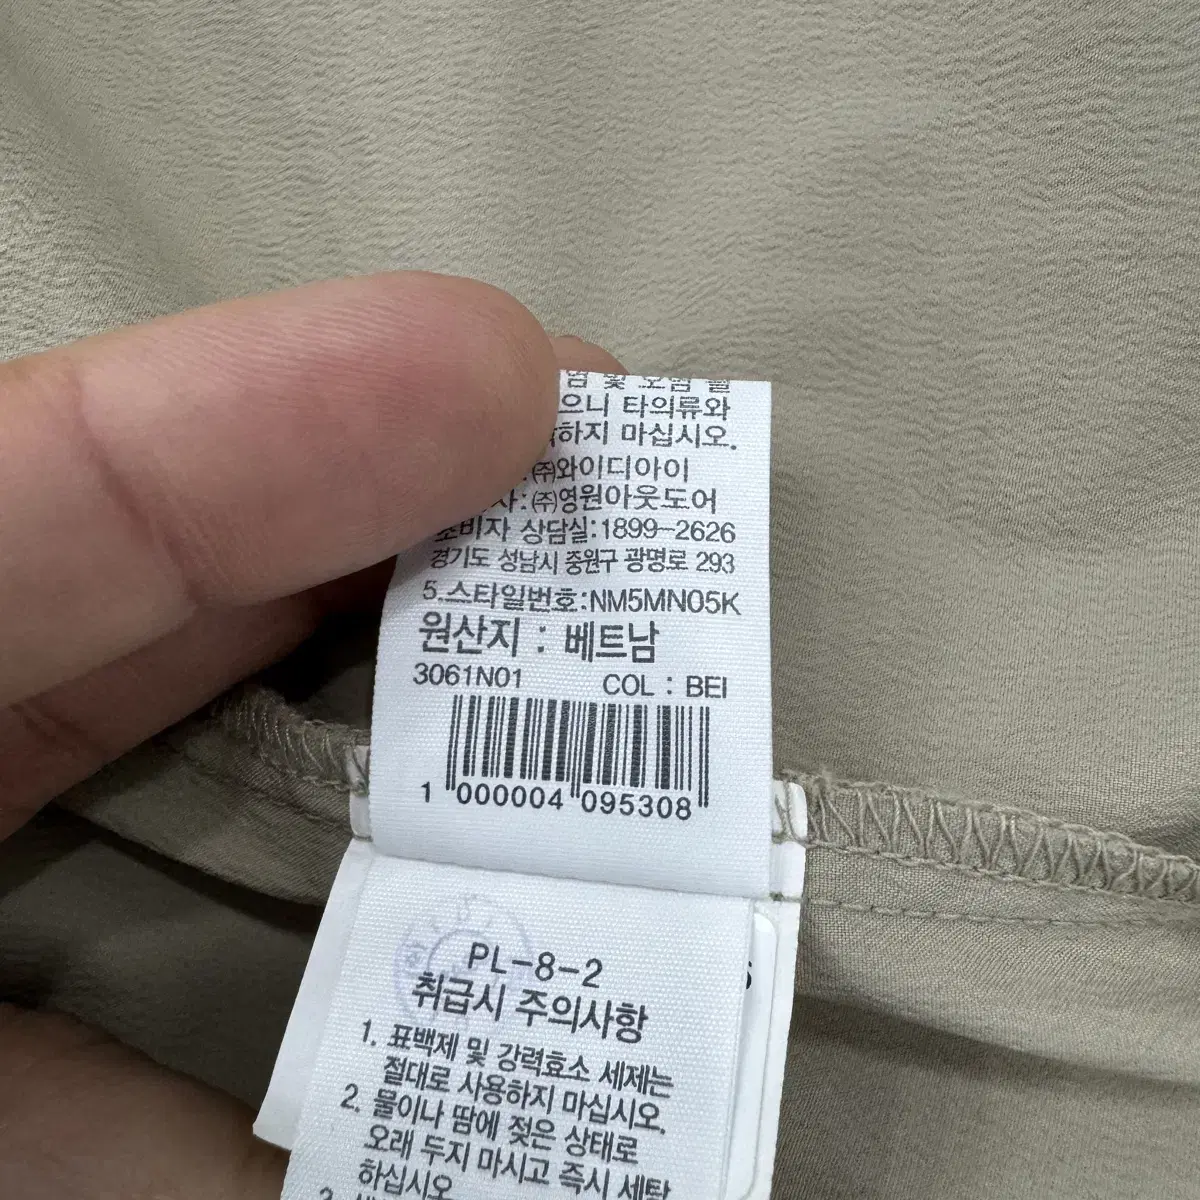 으니 타의류와
하지 마십시오.
:㈜와이디아이
사:㈜영원아웃도어
소비자 상담실:1899-2626
경기도 성남시 중원구 광명로 293
5.스타일번호:NM5MN05K
원산지 : 베트남
3061N01 COL : BEI
1 000004 095308
PL-8-2
취급시 주의사항
1. 표백제 및 강력효소 세제는
절대로 사용하지 마십시오.
2. 물이나 땀에 젖은 상태로
오래 두지 마시고 즉시 세탁
하십시오